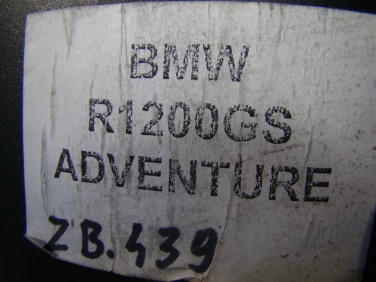 BMW
R1200GS
ADVENTURE
ZB.439